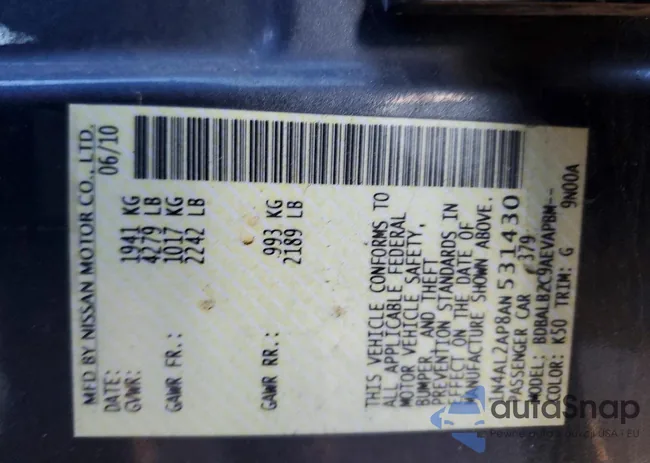 MFD BY NISSAN MOTOR CO., LTD.
DATE: 06/10
GVWR: 1941 KG
4279 LB
GAWR FR.: 1017 KG
2242 LB
GAWR RR.: 993 KG
2189 LB
THIS VEHICLE CONFORMS TO
ALL APPLICABLE FEDERAL
MOTOR VEHICLE SAFETY,
BUMPER, AND THEFT
PREVENTION STANDARDS IN
EFFECT ON THE DATE OF
MANUFACTURE SHOWN ABOVE.
1N4AL2AP8AN531430
PASSENGER CAR 379
MODEL: BDBALBZC9AEVAPBM--
COLOR: K50 TRIM: G 9N00A
autoSnap